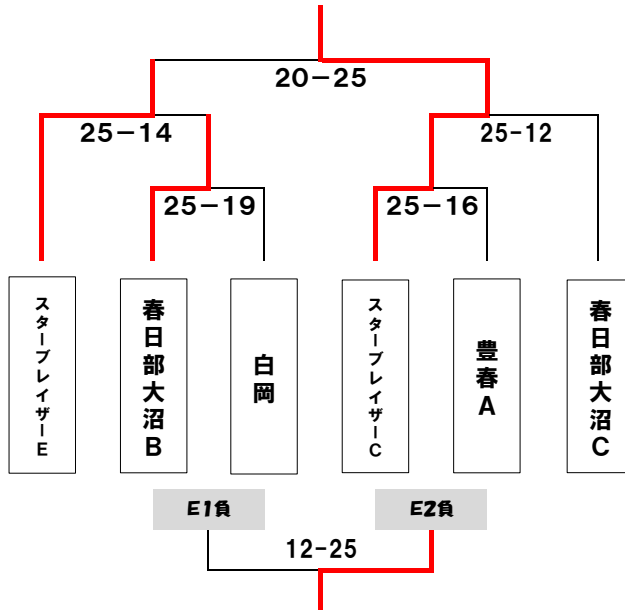 20-25
25-14
25-12
25-19
25-16
スターブレイザーE
春日部大沼B
白岡
スターブレイザーC
豊春A
春日部大沼C
E1負
E2負
12-25